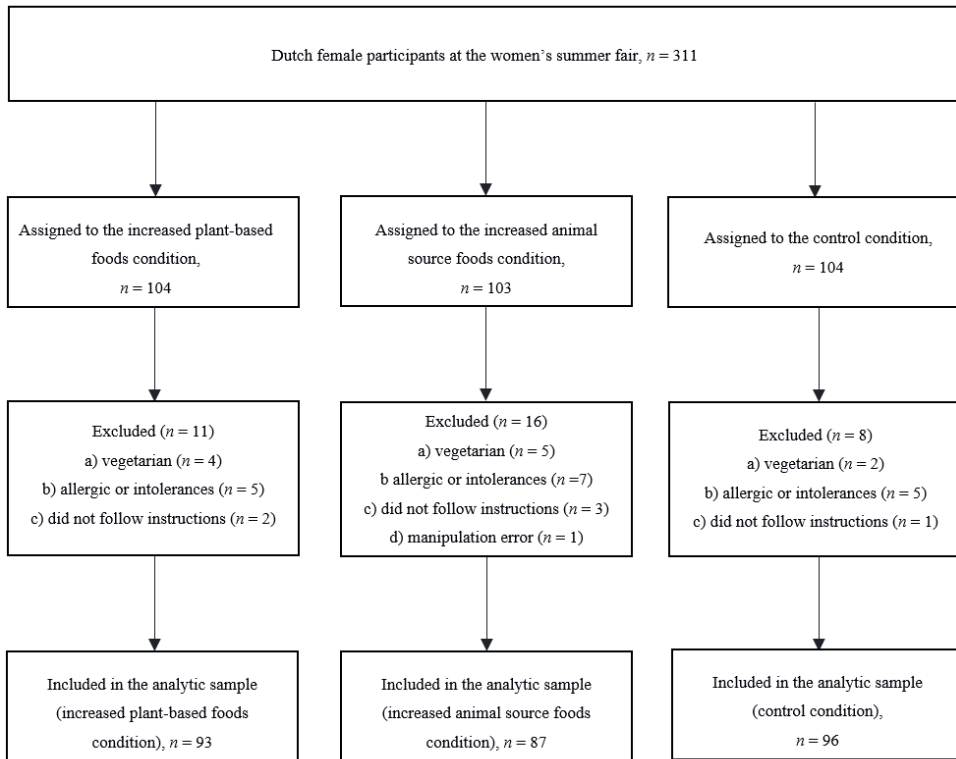 Dutch female participants at the women's summer fair, n = 311
Assigned to the increased plant-based
foods condition,
n = 104
Assigned to the increased animal
source foods condition,
n = 103
Assigned to the control condition,
n = 104
Excluded (n = 11)
a) vegetarian (n = 4)
b) allergic or intolerances (n = 5)
c) did not follow instructions (n = 2)
Excluded (n = 16)
a) vegetarian (n = 5)
b allergic or intolerances (n =7)
c) did not follow instructions (n = 3)
d) manipulation error (n = 1)
Excluded (n = 8)
a) vegetarian (n = 2)
b) allergic or intolerances (n = 5)
c) did not follow instructions (n = 1)
Included in the analytic sample
(increased plant-based foods
condition), n = 93
Included in the analytic sample
(increased animal source foods
condition), n = 87
Included in the analytic sample
(control condition),
n = 96